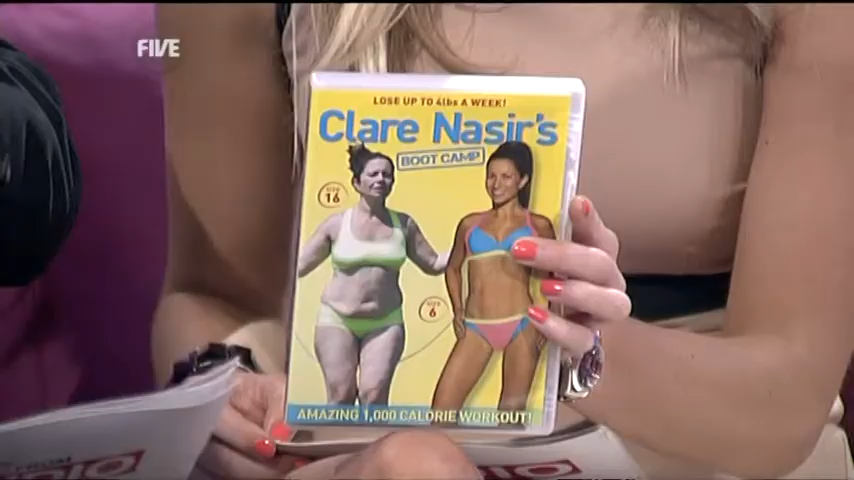 FIVE
LOSE UP TO 4lbs A WEEK!
Clare Nasir's
BOOT CAMP
SIZE
16
SIZE
6
AMAZING 1,000 CALORIE WORKOUT!
FROM